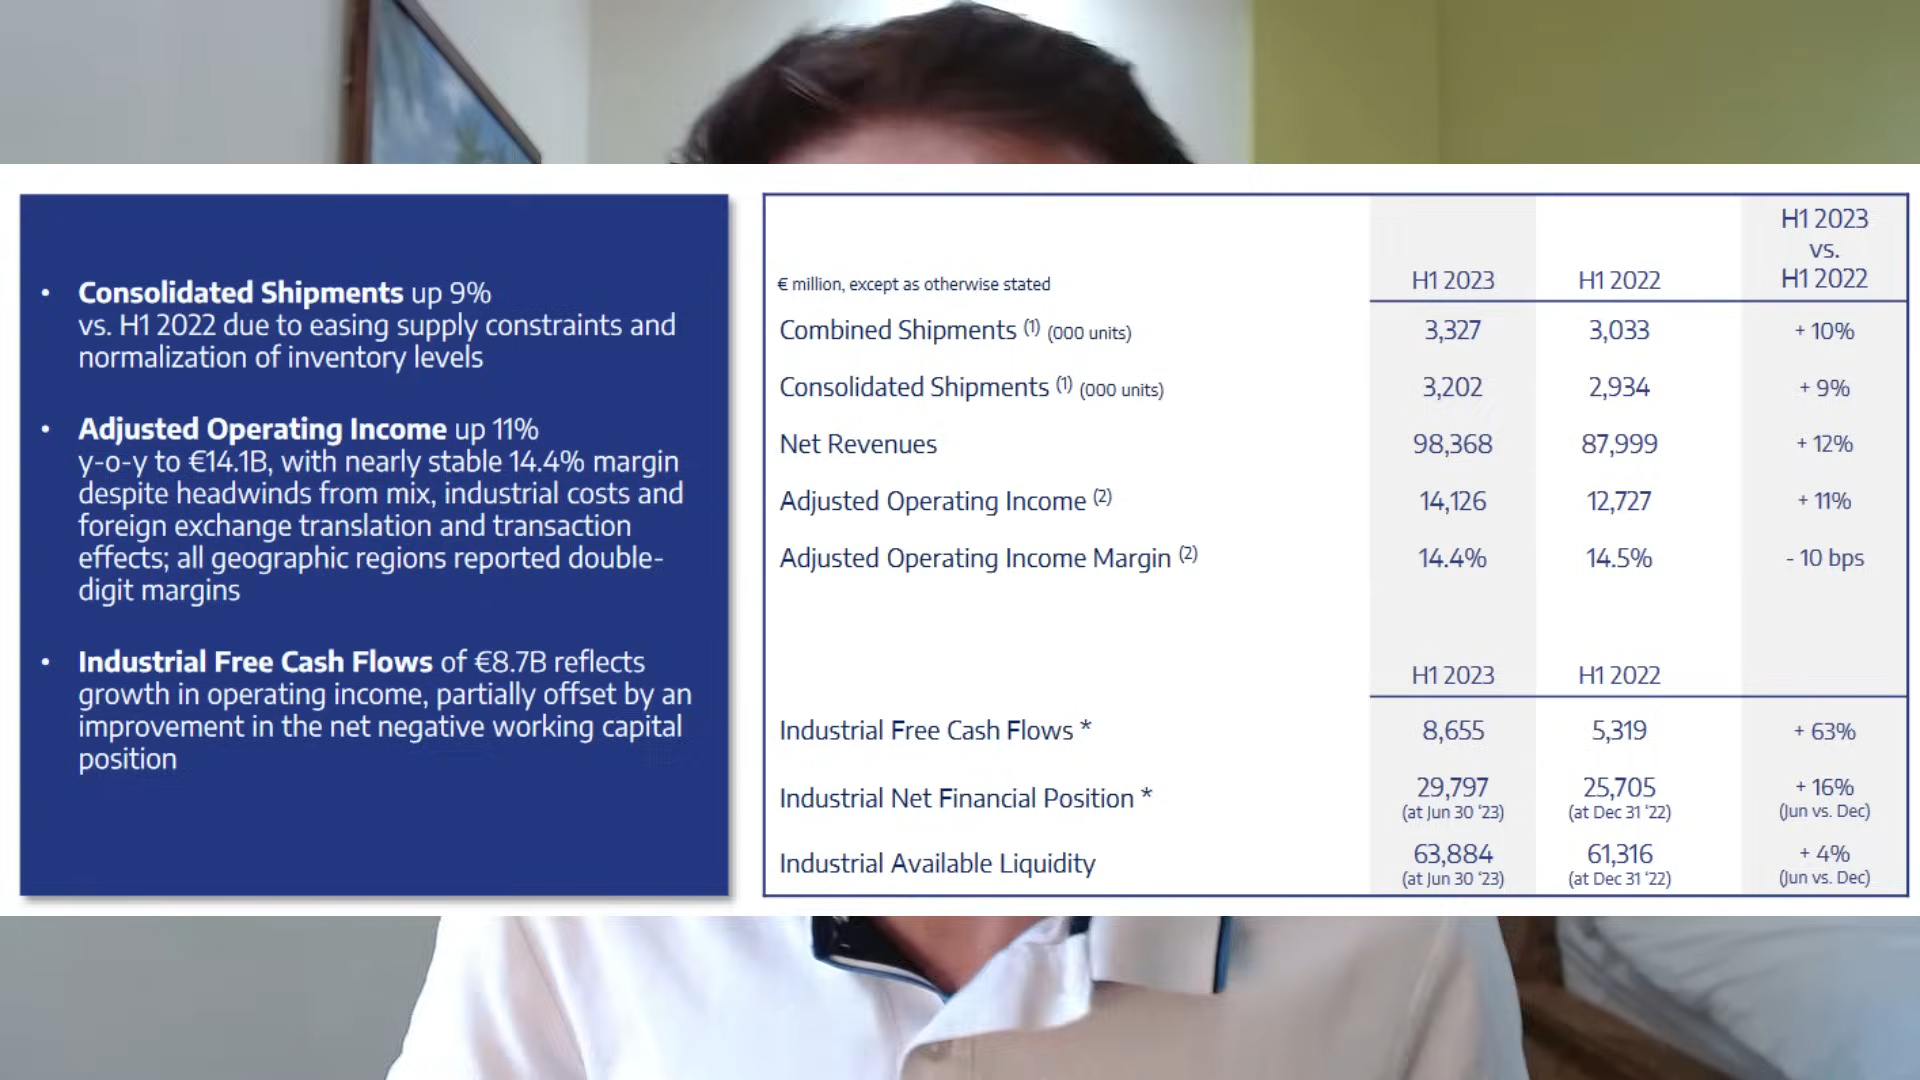 • Consolidated Shipments up 9%
vs. H1 2022 due to easing supply constraints and
normalization of inventory levels
• Adjusted Operating Income up 11%
y-o-y to €14.1B, with nearly stable 14.4% margin
despite headwinds from mix, industrial costs and
foreign exchange translation and transaction
effects; all geographic regions reported double-
digit margins
• Industrial Free Cash Flows of €8.7B reflects
growth in operating income, partially offset by an
improvement in the net negative working capital
position
H1 2023
vs.
€ million, except as otherwise stated H1 2023 H1 2022 H1 2022
Combined Shipments (1) (000 units) 3,327 3,033 + 10%
Consolidated Shipments (1) (000 units) 3,202 2,934 + 9%
Net Revenues 98,368 87,999 + 12%
Adjusted Operating Income (2) 14,126 12,727 + 11%
Adjusted Operating Income Margin (2) 14.4% 14.5% - 10 bps
H1 2023 H1 2022
Industrial Free Cash Flows * 8,655 5,319 + 63%
Industrial Net Financial Position * 29,797 25,705 + 16%
(at Jun 30 '23) (at Dec 31 '22) (Jun vs. Dec)
Industrial Available Liquidity 63,884 61,316 + 4%
(at Jun 30 '23) (at Dec 31 '22) (Jun vs. Dec)